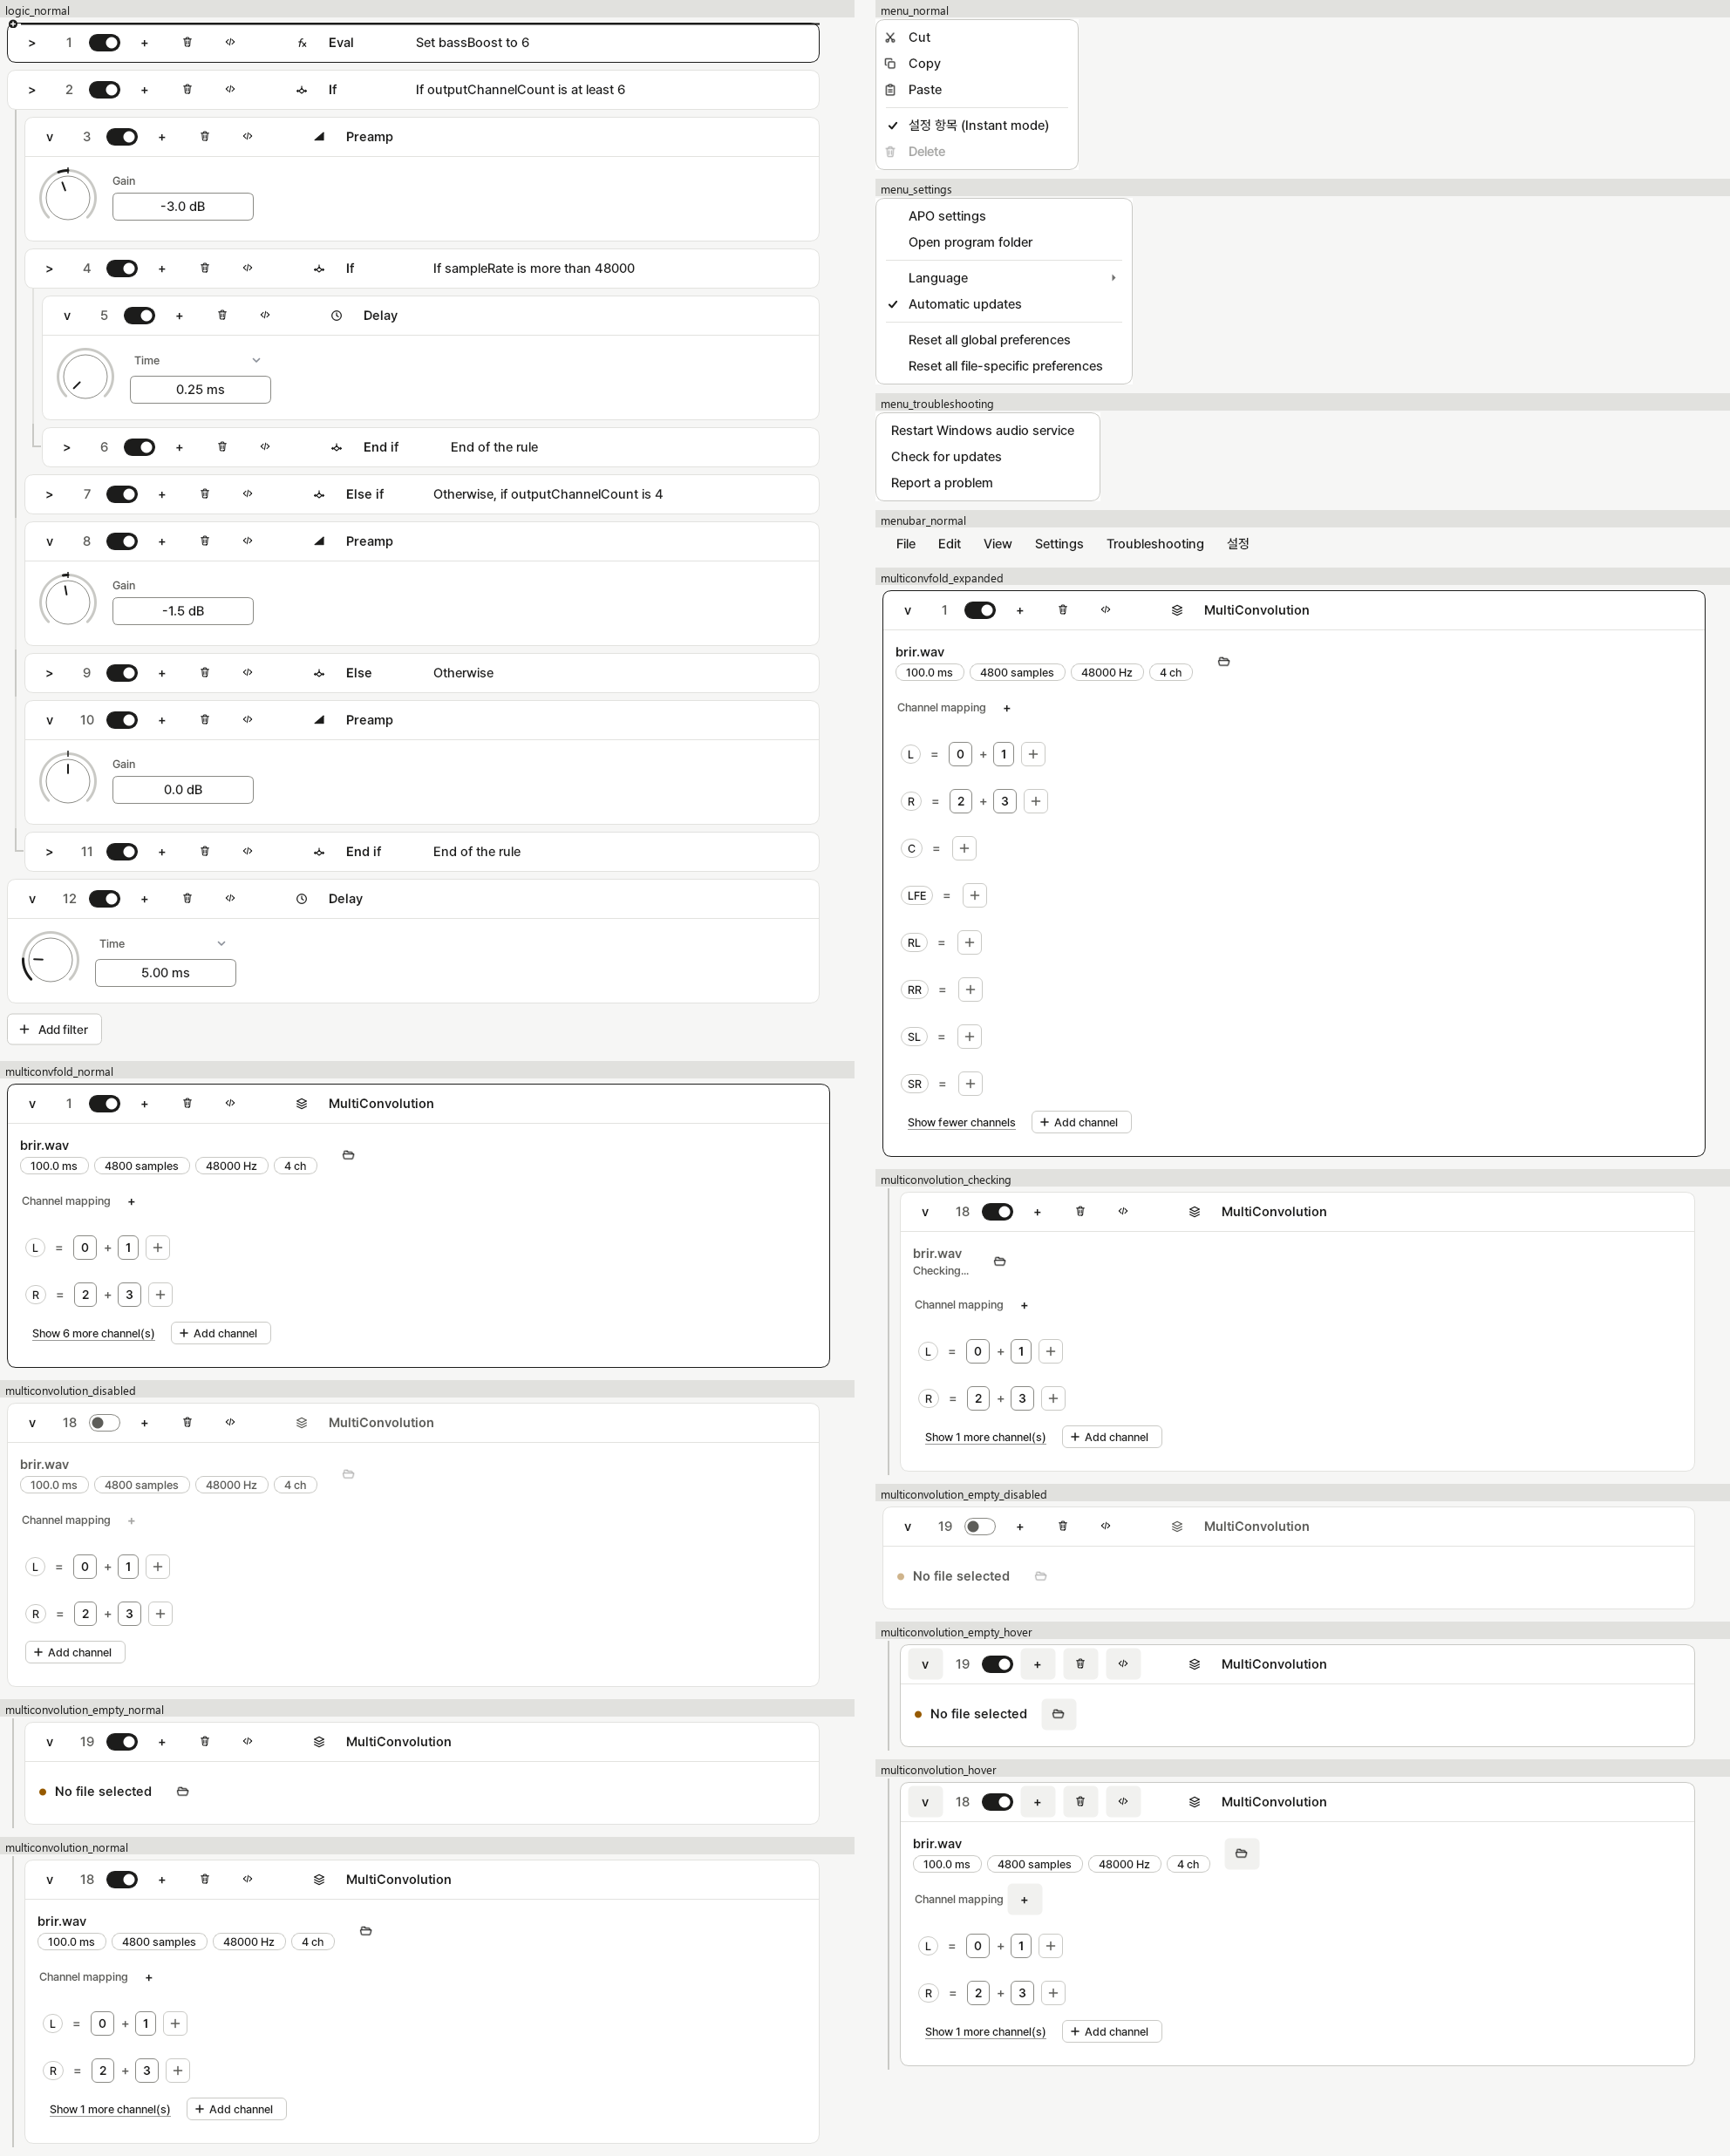 logic_normal
> 1 + </> fx Eval Set bassBoost to 6
> 2 + </> If If outputChannelCount is at least 6
v 3 + </> Preamp
Gain
-3.0 dB
> 4 + </> If If sampleRate is more than 48000
v 5 + </> Delay
Time
0.25 ms
> 6 + </> End if End of the rule
> 7 + </> Else if Otherwise, if outputChannelCount is 4
v 8 + </> Preamp
Gain
-1.5 dB
> 9 + </> Else Otherwise
v 10 + </> Preamp
Gain
0.0 dB
> 11 + </> End if End of the rule
v 12 + </> Delay
Time
5.00 ms
+ Add filter
multiconvfold_normal
v 1 + </> MultiConvolution
brir.wav
100.0 ms 4800 samples 48000 Hz 4 ch
Channel mapping +
L = 0 + 1 +
R = 2 + 3 +
Show 6 more channel(s) + Add channel
multiconvolution_disabled
v 18 + </> MultiConvolution
brir.wav
100.0 ms 4800 samples 48000 Hz 4 ch
Channel mapping +
L = 0 + 1 +
R = 2 + 3 +
+ Add channel
multiconvolution_empty_normal
v 19 + </> MultiConvolution
No file selected
multiconvolution_normal
v 18 + </> MultiConvolution
brir.wav
100.0 ms 4800 samples 48000 Hz 4 ch
Channel mapping +
L = 0 + 1 +
R = 2 + 3 +
Show 1 more channel(s) + Add channel
menu_normal
Cut
Copy
Paste
설정 항목 (Instant mode)
Delete
menu_settings
APO settings
Open program folder
Language
Automatic updates
Reset all global preferences
Reset all file-specific preferences
menu_troubleshooting
Restart Windows audio service
Check for updates
Report a problem
menubar_normal
File Edit View Settings Troubleshooting 설정
multiconvfold_expanded
v 1 + </> MultiConvolution
brir.wav
100.0 ms 4800 samples 48000 Hz 4 ch
Channel mapping +
L = 0 + 1 +
R = 2 + 3 +
C = +
LFE = +
RL = +
RR = +
SL = +
SR = +
Show fewer channels + Add channel
multiconvolution_checking
v 18 + </> MultiConvolution
brir.wav
Checking...
Channel mapping +
L = 0 + 1 +
R = 2 + 3 +
Show 1 more channel(s) + Add channel
multiconvolution_empty_disabled
v 19 + </> MultiConvolution
No file selected
multiconvolution_empty_hover
v 19 + </> MultiConvolution
No file selected
multiconvolution_hover
v 18 + </> MultiConvolution
brir.wav
100.0 ms 4800 samples 48000 Hz 4 ch
Channel mapping +
L = 0 + 1 +
R = 2 + 3 +
Show 1 more channel(s) + Add channel